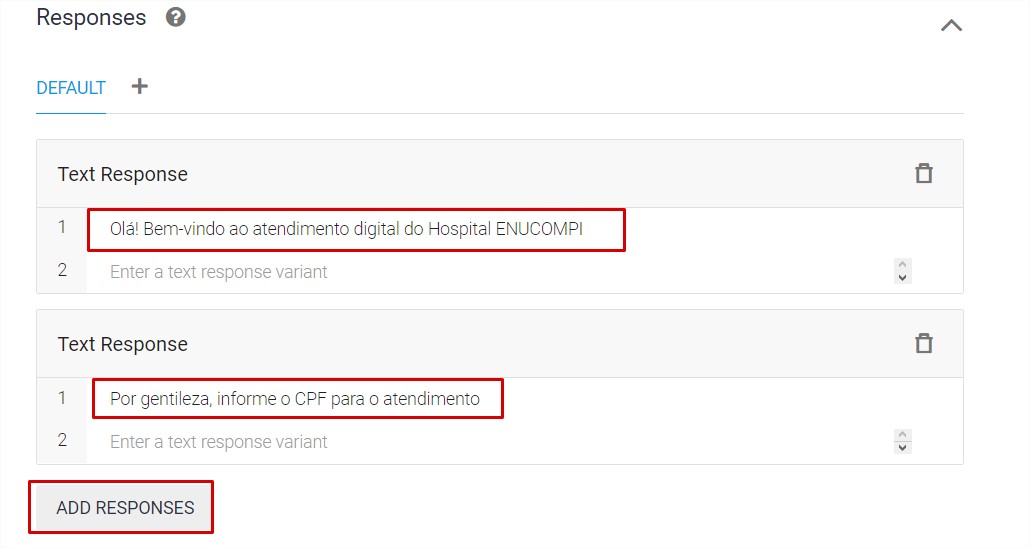 Responses ?
DEFAULT +
Text Response
1 Olá! Bem-vindo ao atendimento digital do Hospital ENUCOMPI
2 Enter a text response variant
Text Response
1 Por gentileza, informe o CPF para o atendimento
2 Enter a text response variant
ADD RESPONSES